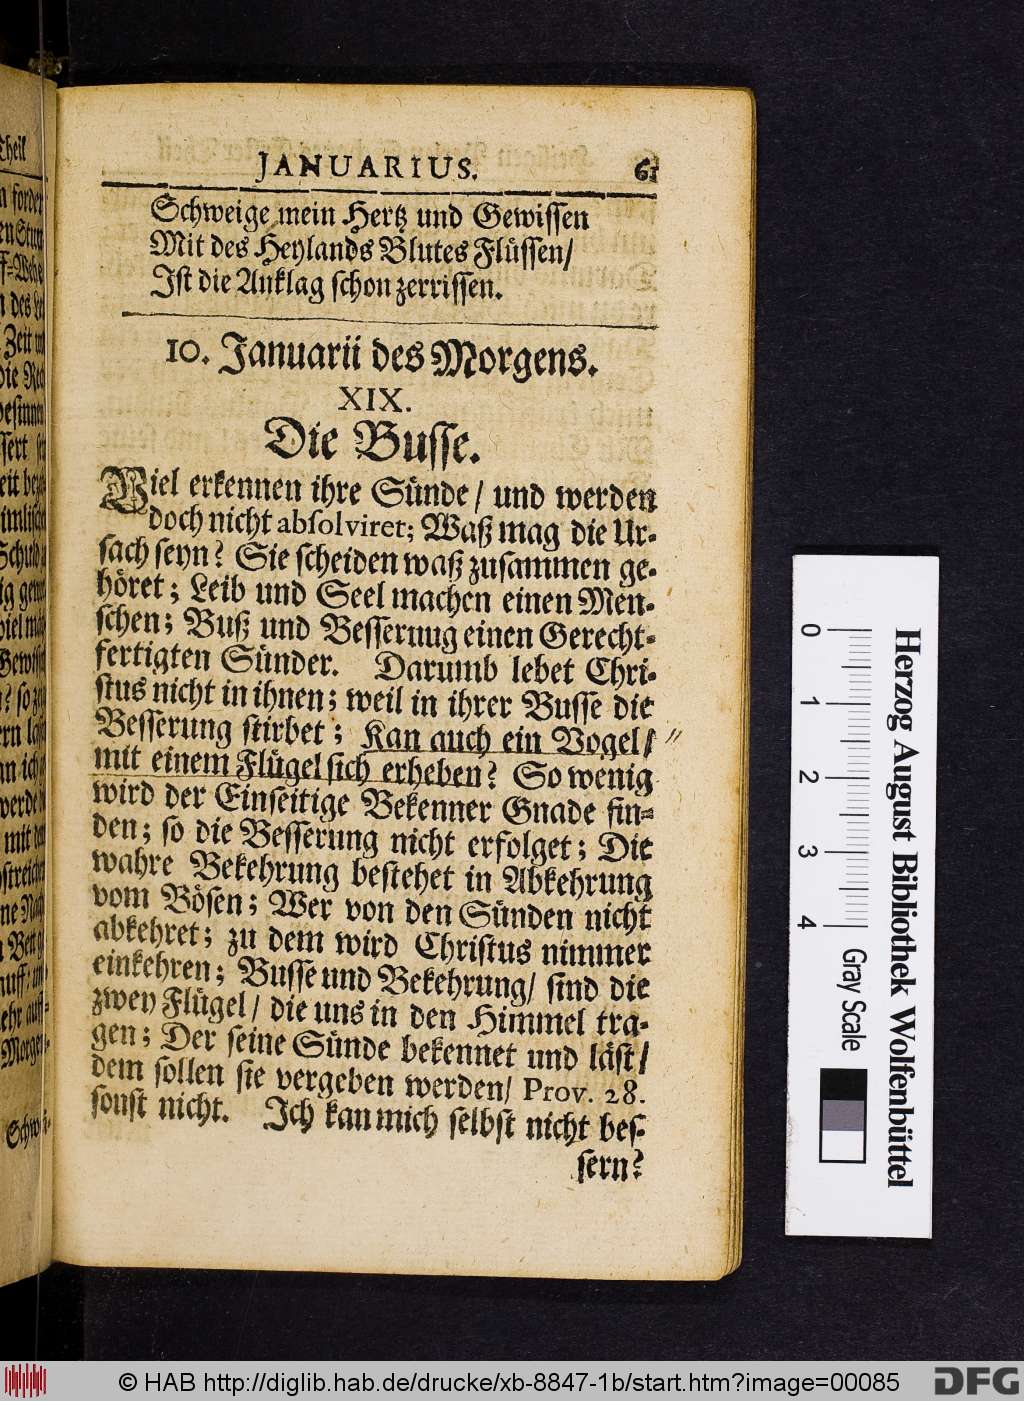 JANUARIUS. 61
Schweige mein Hertz und Gewissen
Mit des Heylands Blutes Flüssen/
Ist die Anklag schon zerrissen.
10. Januarii des Morgens.
XIX.
Die Busse.
Viel erkennen ihre Sünde/ und werden
doch nicht absolviret; Waß mag die Ur-
sach seyn? Sie scheiden waß zusammen ge-
höret; Leib und Seel machen einen Men-
schen; Buß und Besserung einen Gerecht-
fertigten Sünder. Darumb lebet Chri-
stus nicht in ihnen; weil in ihrer Busse die
Besserung stirbet; Kan auch ein Vogel/
mit einem Flügel sich erheben? So wenig
wird der Einseitige Bekenner Gnade fin-
den; so die Besserung nicht erfolget; Die
wahre Bekehrung bestehet in Abkehrung
vom Bösen; Wer von den Sünden nicht
abkehret; zu dem wird Christus nimmer
einkehren; Busse und Bekehrung/ sind die
zwey Flügel/ die uns in den Himmel tra-
gen; Der seine Sünde bekennet und läst/
dem sollen sie vergeben werden/ Prov. 28.
sonst nicht. Ich kan mich selbst nicht bes-
sern?
Theil
des
Zeit
Schuld
mit
Schwei-
0 1 2 3 4
Gray Scale
Herzog August Bibliothek Wolfenbüttel
© HAB http://diglib.hab.de/drucke/xb-8847-1b/start.htm?image=00085
DFG